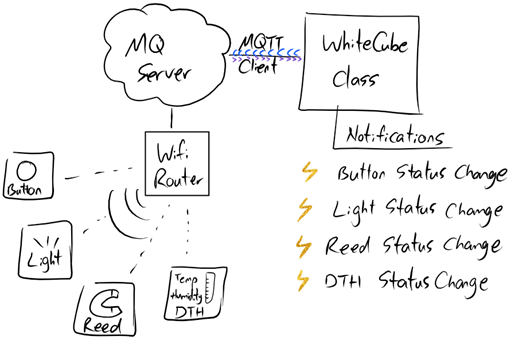 MQ
Server
MQTT
Client
WhiteCube
Class
Notifications
Button Status Change
Light Status Change
Reed Status Change
DTH Status Change
Wifi
Router
Button
Light
Reed
Temp
Humidity
DTH